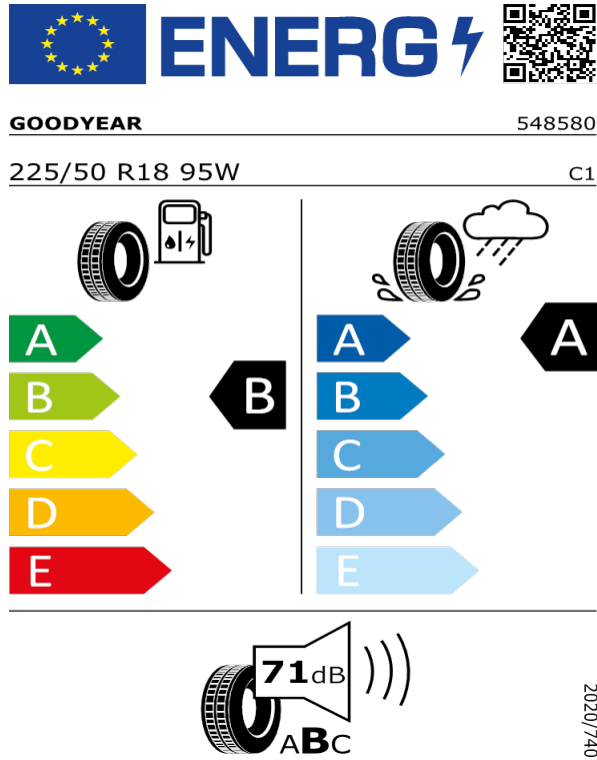 ENERG
GOODYEAR 548580
225/50 R18 95W C1
A A A
B B B
C C
D D
E E
71dB
ABC
2020/740